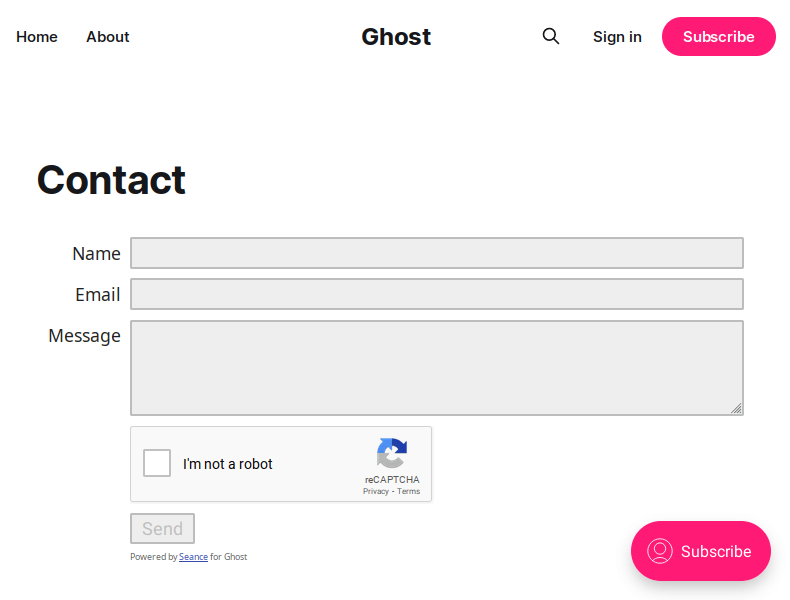 Home About Ghost Sign in Subscribe
Contact
Name
Email
Message
I'm not a robot
reCAPTCHA
Privacy - Terms
Send
Powered by Seance for Ghost
Subscribe